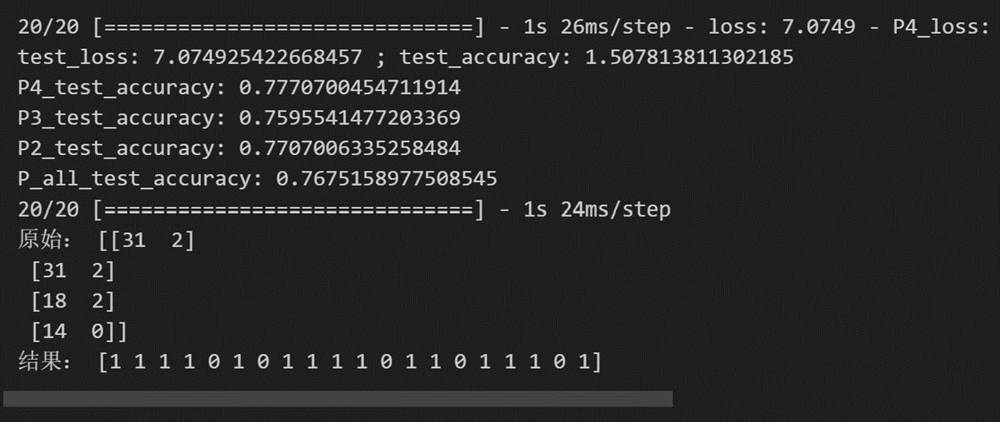 20/20 [==============================] - 1s 26ms/step - loss: 7.0749 - P4_loss:
test_loss: 7.074925422668457 ; test_accuracy: 1.507813811302185
P4_test_accuracy: 0.7770700454711914
P3_test_accuracy: 0.7595541477203369
P2_test_accuracy: 0.7707006335258484
P_all_test_accuracy: 0.7675158977508545
20/20 [==============================] - 1s 24ms/step
原始： [[31  2]
 [31  2]
 [18  2]
 [14  0]]
结果： [1 1 1 1 0 1 0 1 1 1 1 0 1 1 0 1 1 1 0 1]